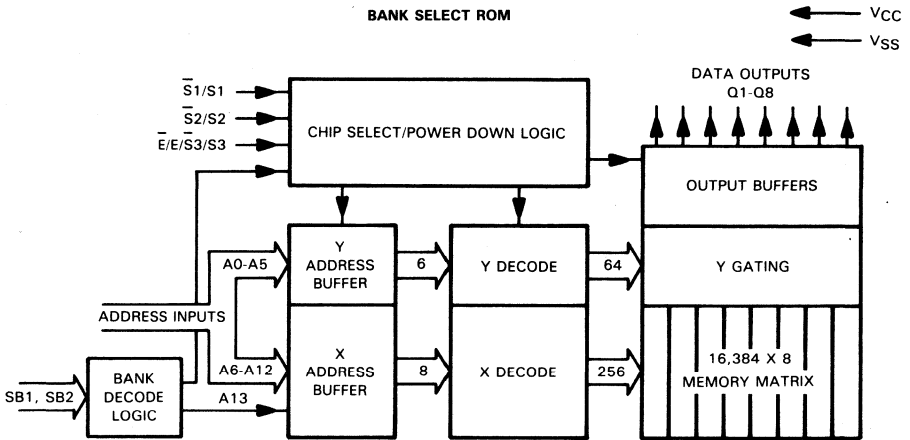 BANK SELECT ROM
VCC
VSS
DATA OUTPUTS
Q1-Q8
S̅1/S1
S̅2/S2
E̅/E/S̅3/S3
CHIP SELECT/POWER DOWN LOGIC
OUTPUT BUFFERS
A0-A5
Y
ADDRESS
BUFFER
6
Y DECODE
64
Y GATING
ADDRESS INPUTS
A6-A12
X
ADDRESS
BUFFER
8
X DECODE
256
16,384 X 8
MEMORY MATRIX
SB1, SB2
BANK
DECODE
LOGIC
A13